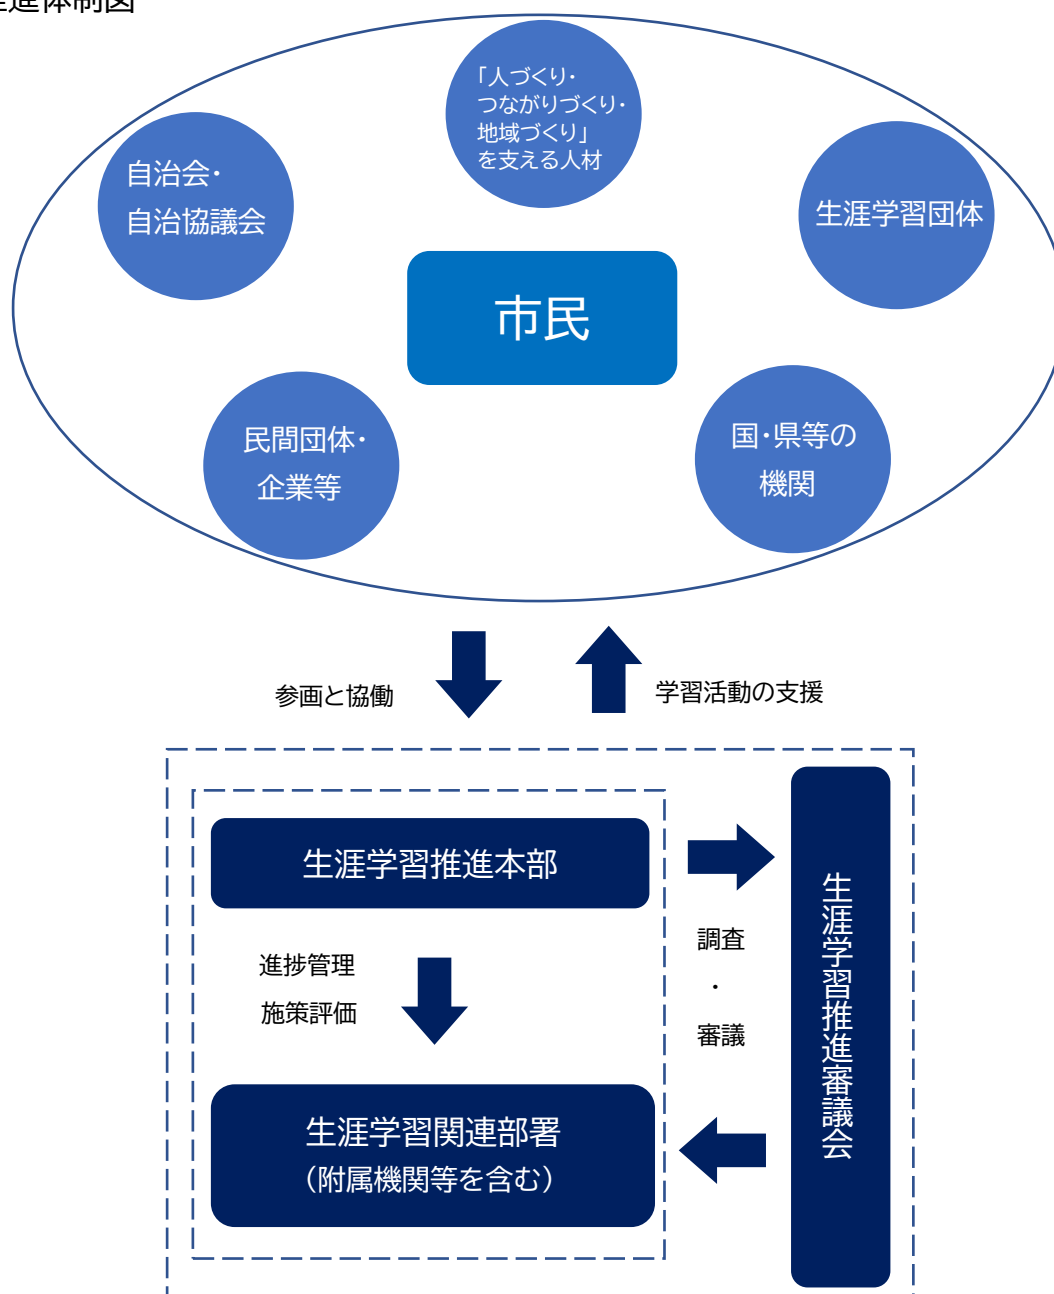 進体制図
「人づくり・
つながりづくり・
地域づくり」
を支える人材
自治会・
自治協議会
生涯学習団体
市民
民間団体・
企業等
国・県等の
機関
参画と協働
学習活動の支援
生涯学習推進本部
進捗管理
施策評価
調査
・
審議
生涯学習推進審議会
生涯学習関連部署
（附属機関等を含む）